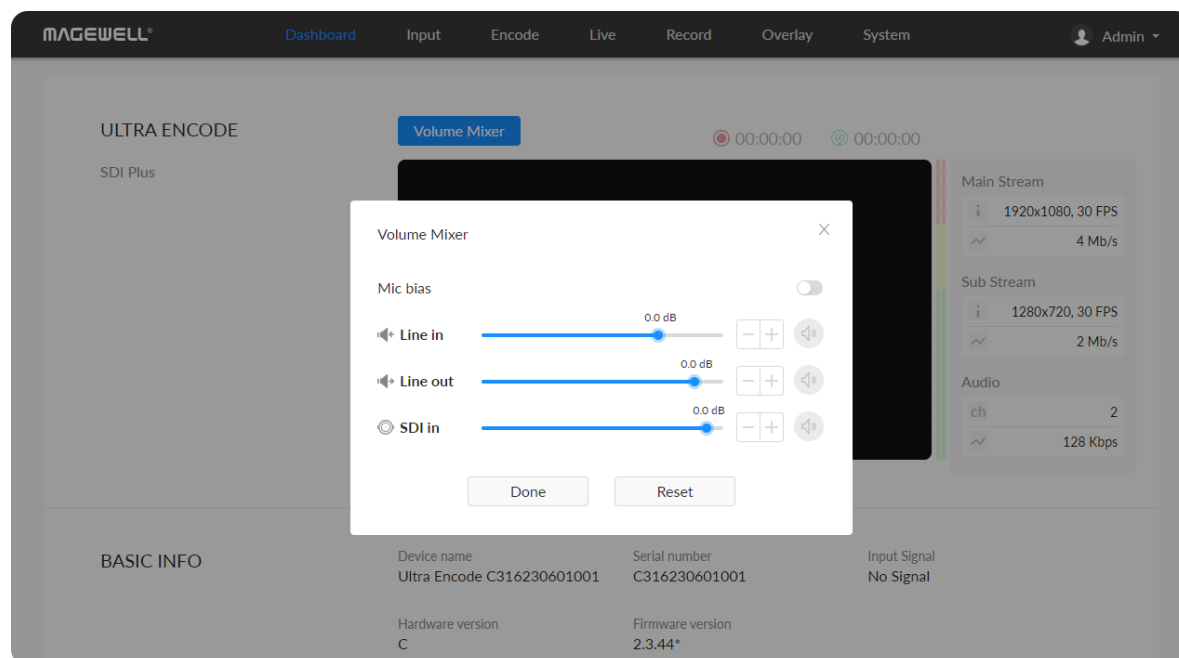 MAGEWELL®
Dashboard Input Encode Live Record Overlay System Admin
ULTRA ENCODE
SDI Plus
Volume Mixer
00:00:00 00:00:00
Main Stream
i 1920x1080, 30 FPS
4 Mb/s
Sub Stream
i 1280x720, 30 FPS
2 Mb/s
Audio
ch 2
128 Kbps
Volume Mixer
Mic bias
0.0 dB
Line in
0.0 dB
Line out
0.0 dB
SDI in
Done Reset
BASIC INFO
Device name Serial number Input Signal
Ultra Encode C316230601001 C316230601001 No Signal
Hardware version Firmware version
C 2.3.44*